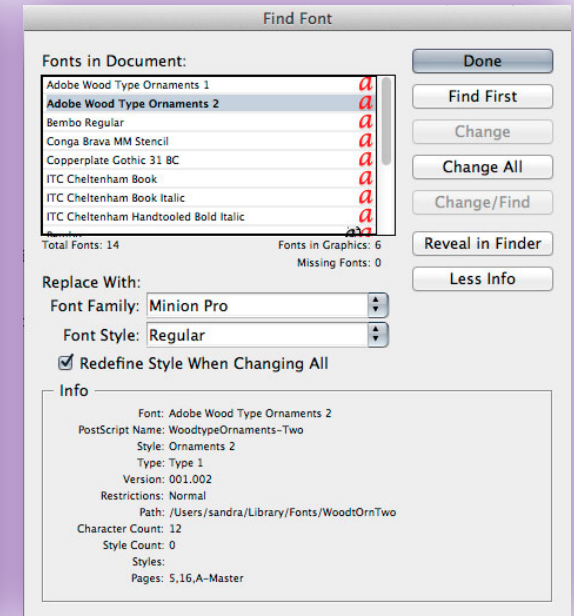 Find Font
Fonts in Document:
Adobe Wood Type Ornaments 1 a
Adobe Wood Type Ornaments 2 a
Bembo Regular a
Conga Brava MM Stencil a
Copperplate Gothic 31 BC a
ITC Cheltenham Book a
ITC Cheltenham Book Italic a
ITC Cheltenham Handtooled Bold Italic a
Total Fonts: 14
Fonts in Graphics: 6
Missing Fonts: 0
Done
Find First
Change
Change All
Change/Find
Reveal in Finder
Less Info
Replace With:
Font Family: Minion Pro
Font Style: Regular
Redefine Style When Changing All
Info
Font: Adobe Wood Type Ornaments 2
PostScript Name: WoodtypeOrnaments-Two
Style: Ornaments 2
Type: Type 1
Version: 001.002
Restrictions: Normal
Path: /Users/sandra/Library/Fonts/WoodtOrnTwo
Character Count: 12
Style Count: 0
Styles:
Pages: 5,16,A-Master